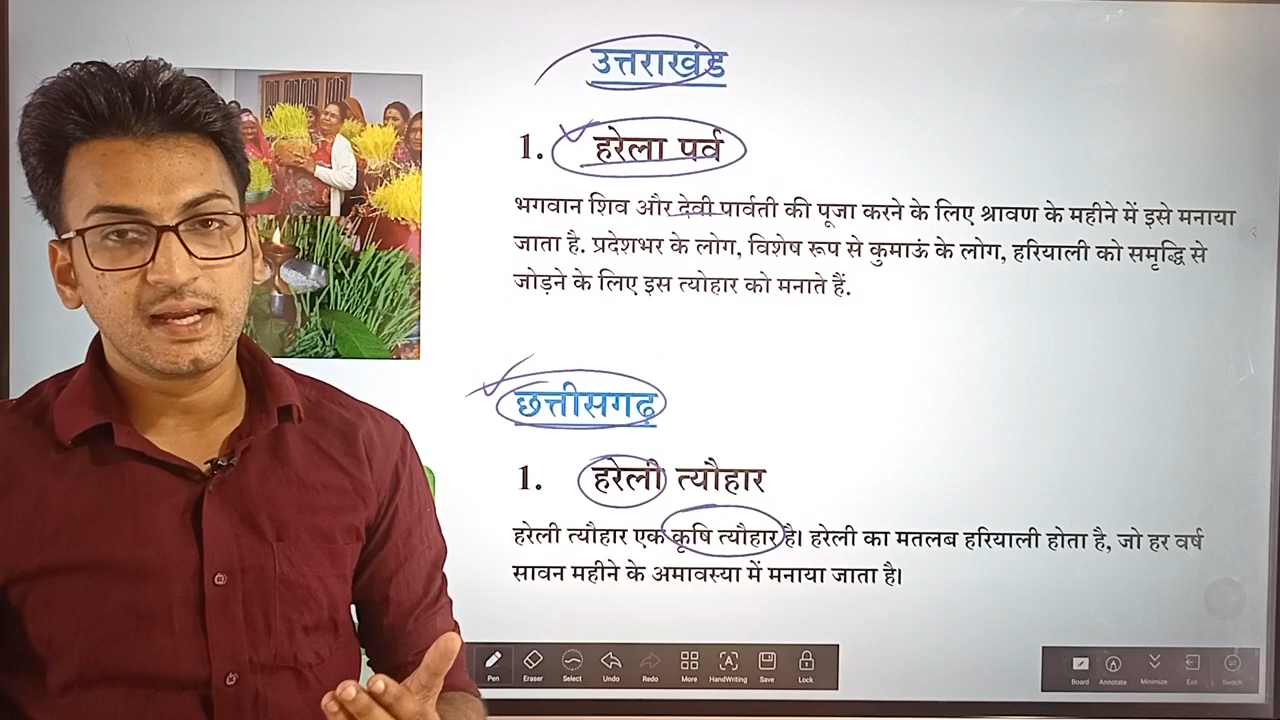 उत्तराखंड
1. हरेला पर्व
भगवान शिव और देवी पार्वती की पूजा करने के लिए श्रावण के महीने में इसे मनाया
जाता है. प्रदेशभर के लोग, विशेष रूप से कुमाऊं के लोग, हरियाली को समृद्धि से
जोड़ने के लिए इस त्योहार को मनाते हैं.
छत्तीसगढ़
1. हरेली त्यौहार
हरेली त्यौहार एक कृषि त्यौहार है। हरेली का मतलब हरियाली होता है, जो हर वर्ष
सावन महीने के अमावस्या में मनाया जाता है।
Pen Eraser Select Undo Redo More HandWriting Save Lock Board Annotate Minimize Exit Switch